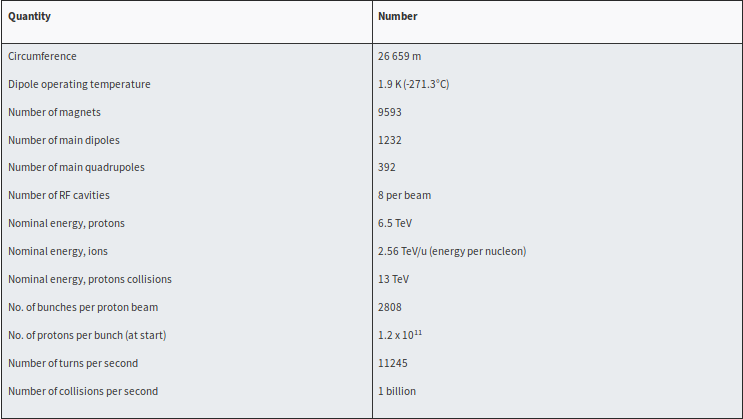 Quantity Number
Circumference 26 659 m
Dipole operating temperature 1.9 K (-271.3°C)
Number of magnets 9593
Number of main dipoles 1232
Number of main quadrupoles 392
Number of RF cavities 8 per beam
Nominal energy, protons 6.5 TeV
Nominal energy, ions 2.56 TeV/u (energy per nucleon)
Nominal energy, protons collisions 13 TeV
No. of bunches per proton beam 2808
No. of protons per bunch (at start) 1.2 x 10¹¹
Number of turns per second 11245
Number of collisions per second 1 billion